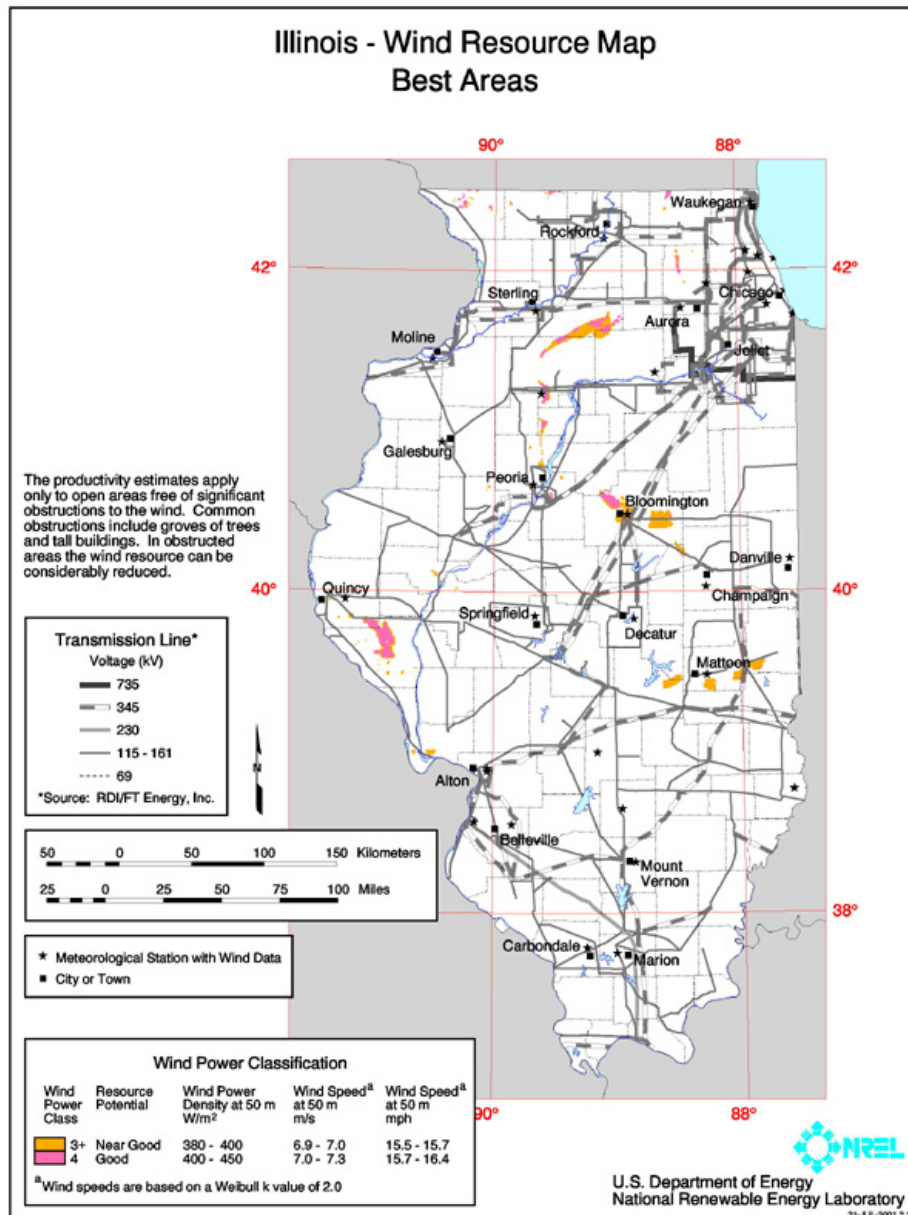 Illinois - Wind Resource Map
Best Areas
90°
88°
Waukegan
Rockford
42°
42°
Chicago
Sterling
Aurora
Moline
Joliet
Galesburg
Peoria
Bloomington
Danville
40°
Quincy
40°
Champaign
Springfield
Decatur
Mattoon
Alton
Belleville
Mount
Vernon
38°
Carbondale
Marion
90°
88°
The productivity estimates apply
only to open areas free of significant
obstructions to the wind. Common
obstructions include groves of trees
and tall buildings. In obstructed
areas the wind resource can be
considerably reduced.
Transmission Line*
Voltage (kV)
735
345
230
115 - 161
69
*Source: RDI/FT Energy, Inc.
N
50 0 50 100 150 Kilometers
25 0 25 50 75 100 Miles
Meteorological Station with Wind Data
City or Town
Wind Power Classification
Wind Resource Wind Power Wind Speed a Wind Speed a
Power Potential Density at 50 m at 50 m at 50 m
Class W/m² m/s mph
3+ Near Good 380 - 400 6.9 - 7.0 15.5 - 15.7
4 Good 400 - 450 7.0 - 7.3 15.7 - 16.4
a Wind speeds are based on a Weibull k value of 2.0
NREL
U.S. Department of Energy
National Renewable Energy Laboratory